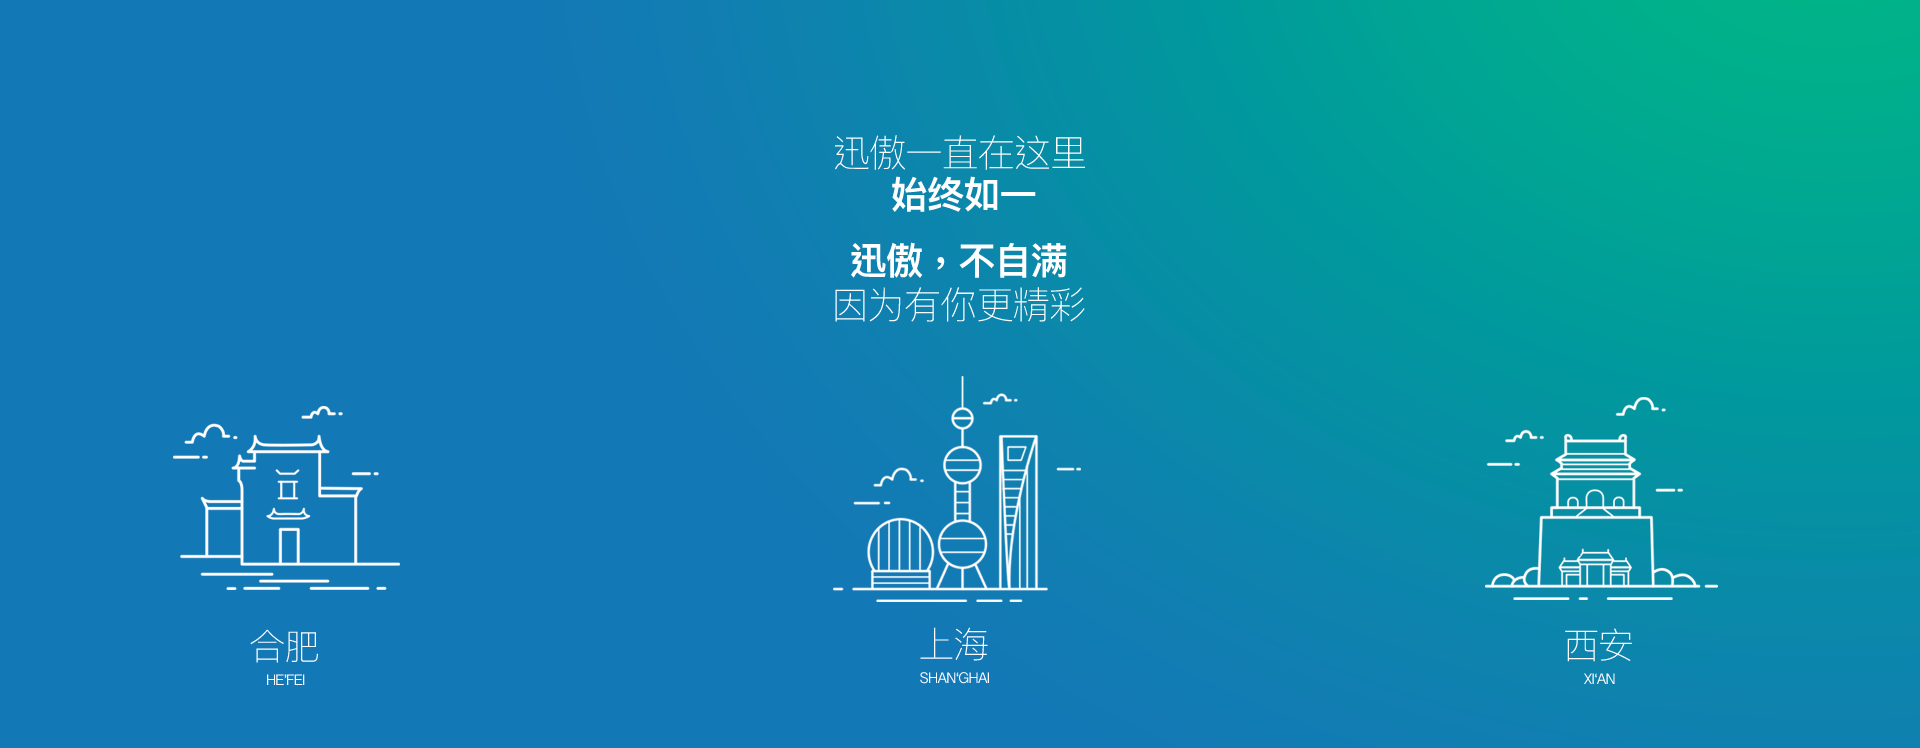 迅傲一直在这里
始终如一
迅傲，不自满
因为有你更精彩
合肥
HE'FEI
上海
SHAN'GHAI
西安
XI'AN